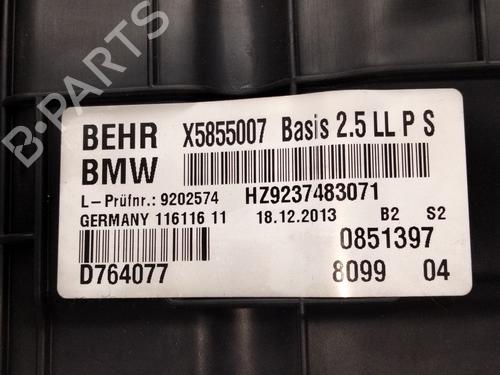 B-PARTS
BEHR X5855007 Basis 2.5 LL P S
BMW
L-Prüfnr.: 9202574 HZ9237483071
GERMANY 116116 11 18.12.2013 B2 S2
0851397
D764077 8099 04